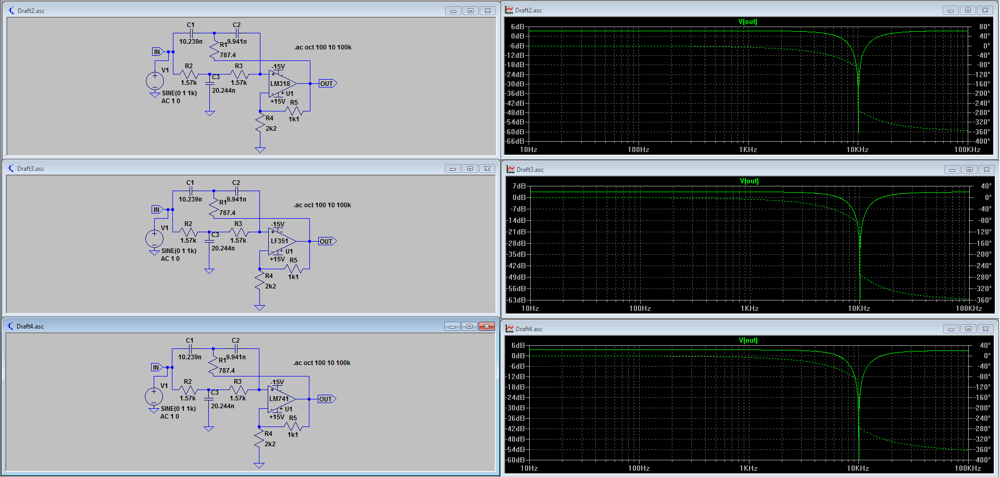 Draft2.asc
C1
C2
10.239n
R1
9.941n
.ac oct 100 10 100k
IN
787.4
V1
R2
R3
-15V
C3
1.57k
1.57k
LM318
OUT
20.244n
SINE(0 1 1k)
AC 1 0
U1
+15V
R5
R4
1k1
2k2
Draft2.asc
V(out)
6dB
0dB
-6dB
-12dB
-18dB
-24dB
-30dB
-36dB
-42dB
-48dB
-54dB
-60dB
-66dB
80°
40°
0°
-40°
-80°
-120°
-160°
-200°
-240°
-280°
-320°
-360°
-400°
10Hz 100Hz 1KHz 10KHz 100KHz
Draft3.asc
C1
C2
10.239n
R1
9.941n
.ac oct 100 10 100k
IN
787.4
V1
R2
R3
-15V
C3
1.57k
1.57k
LF351
OUT
20.244n
SINE(0 1 1k)
AC 1 0
U1
+15V
R5
R4
1k1
2k2
Draft3.asc
V(out)
7dB
0dB
-7dB
-14dB
-21dB
-28dB
-35dB
-42dB
-49dB
-56dB
-63dB
40°
0°
-40°
-80°
-120°
-160°
-200°
-240°
-280°
-320°
-360°
10Hz 100Hz 1KHz 10KHz 100KHz
Draft4.asc
C1
C2
10.239n
R1
9.941n
.ac oct 100 10 100k
IN
787.4
V1
R2
R3
-15V
C3
1.57k
1.57k
LM741
OUT
20.244n
SINE(0 1 1k)
AC 1 0
U1
+15V
R5
R4
1k1
2k2
Draft4.asc
V(out)
6dB
0dB
-6dB
-12dB
-18dB
-24dB
-30dB
-36dB
-42dB
-48dB
-54dB
-60dB
40°
0°
-40°
-80°
-120°
-160°
-200°
-240°
-280°
-320°
-360°
-400°
10Hz 100Hz 1KHz 10KHz 100KHz